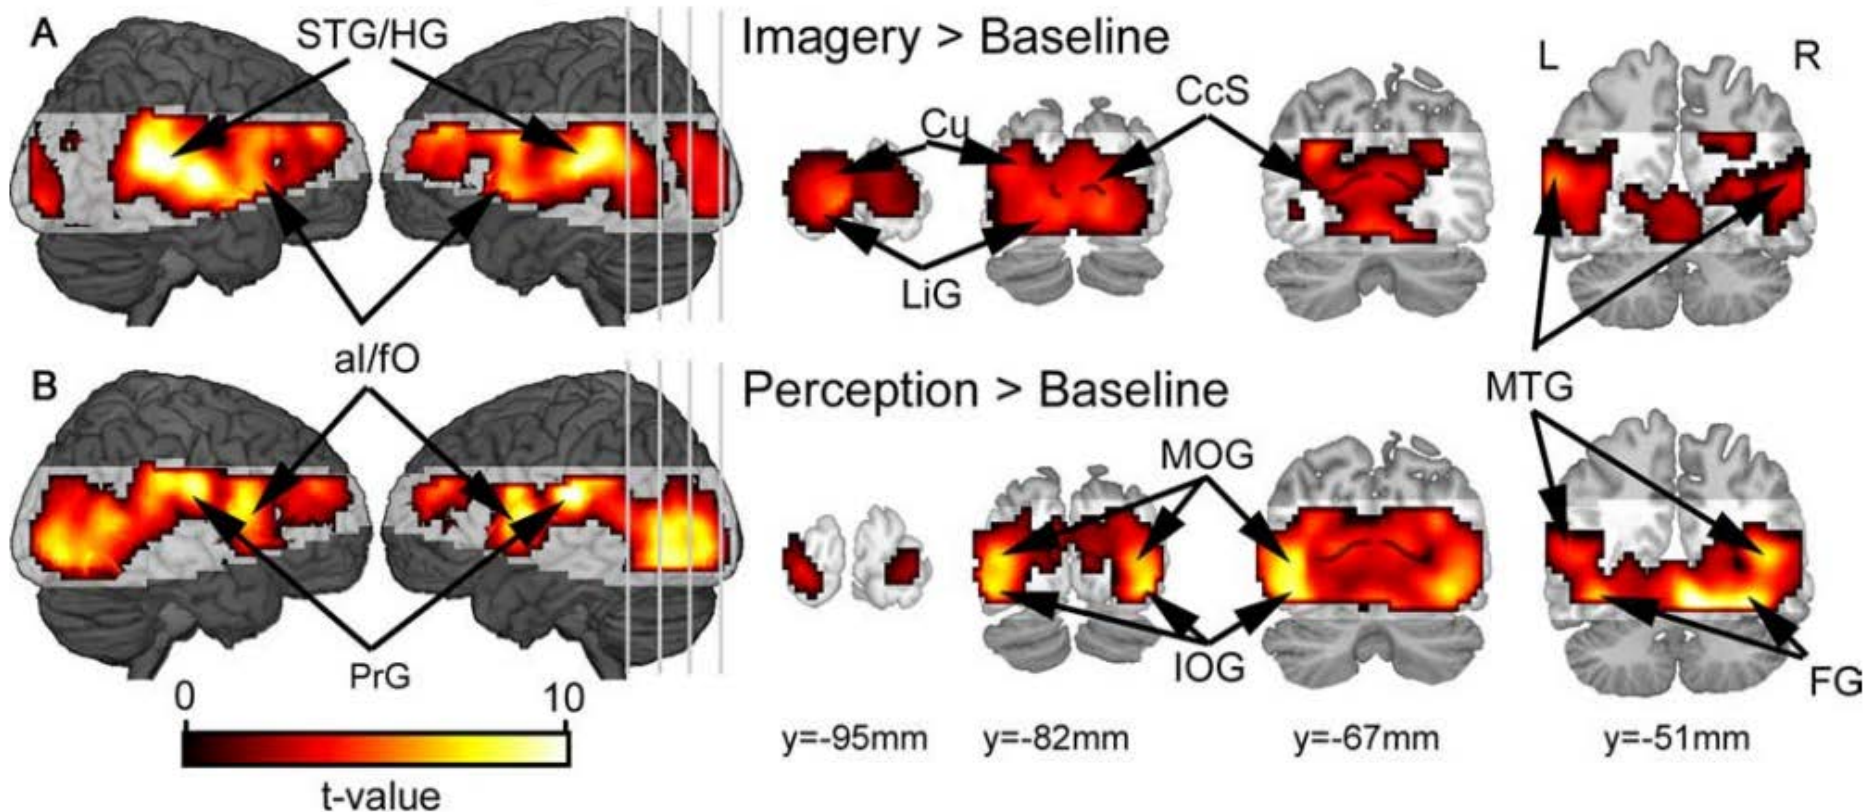 A
STG/HG
Imagery > Baseline
L
R
Cu
CcS
LiG
aI/fO
B
Perception > Baseline
MTG
MOG
PrG
IOG
FG
0
10
y=-95mm
y=-82mm
y=-67mm
y=-51mm
t-value